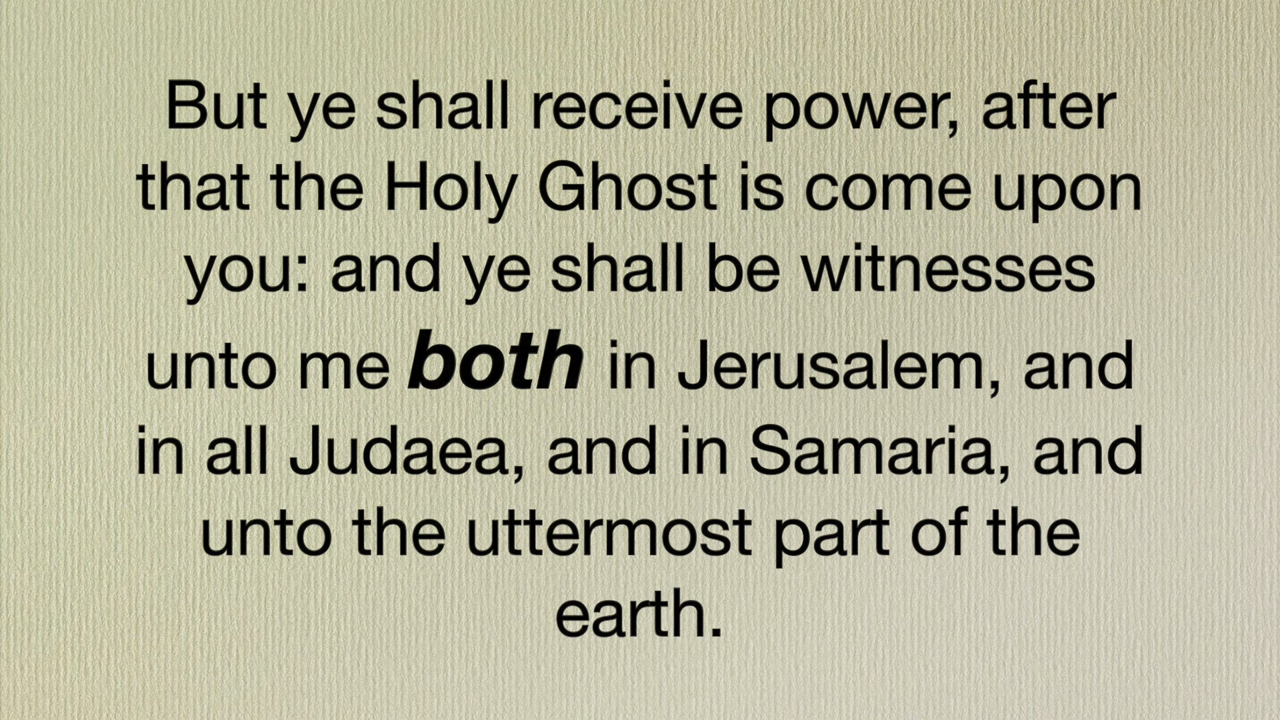 But ye shall receive power, after
that the Holy Ghost is come upon
you: and ye shall be witnesses
unto me both in Jerusalem, and
in all Judaea, and in Samaria, and
unto the uttermost part of the
earth.